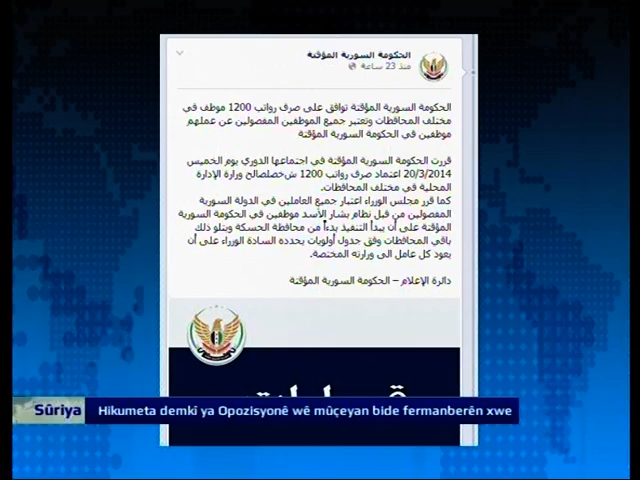 الحكومة السورية المؤقتة
منذ 23 ساعة
الحكومة السورية المؤقتة توافق على صرف رواتب 1200 موظف في
مختلف المحافظات وتعتبر جميع الموظفين المفصولين عن عملهم
موظفين في الحكومة السورية المؤقتة
قررت الحكومة السورية المؤقتة في اجتماعها الدوري يوم الخميس
20/3/2014 اعتماد صرف رواتب 1200 شخصلصالح وزارة الإدارة
المحلية في مختلف المحافظات.
كما قرر مجلس الوزراء اعتبار جميع العاملين في الدولة السورية
المفصولين من قبل نظام بشار الأسد موظفين في الحكومة السورية
المؤقتة على أن يبدأ التنفيذ بدءاً من محافظة الحسكة ويتلو ذلك
باقي المحافظات وفق جدول أولويات يحدده السادة الوزراء على أن
يعود كل عامل الى وزارته المختصة.
دائرة الإعلام – الحكومة السورية المؤقتة
Sûriya
Hikumeta demkî ya Opozisyonê wê mûçeyan bide fermanberên xwe